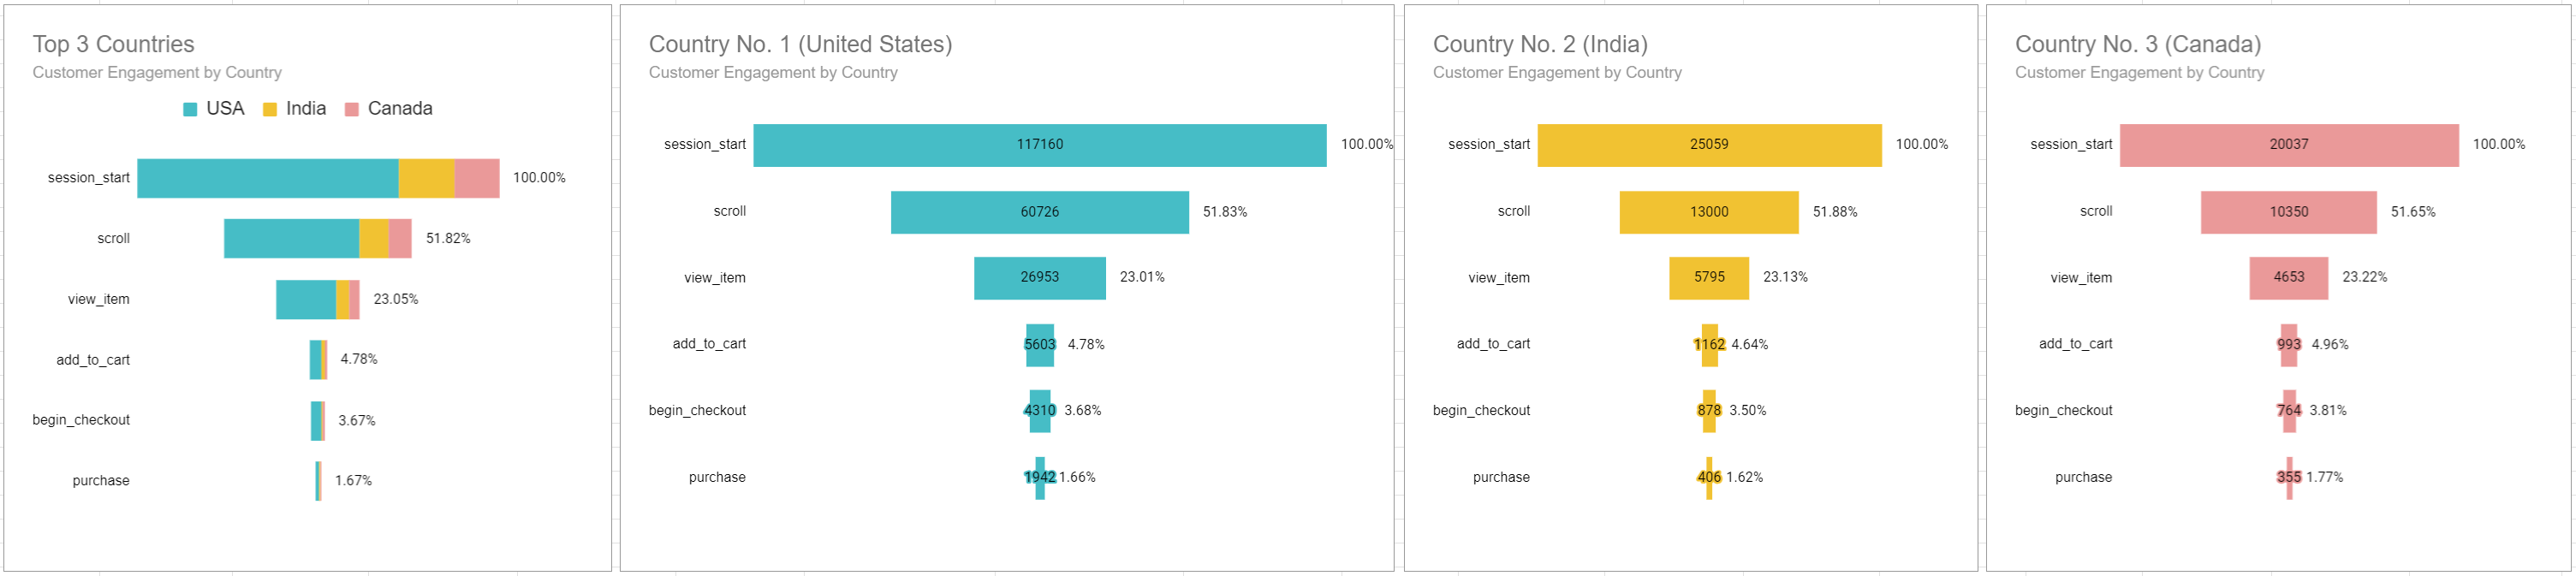 Top 3 Countries
Customer Engagement by Country
USA India Canada
session_start 100.00%
scroll 51.82%
view_item 23.05%
add_to_cart 4.78%
begin_checkout 3.67%
purchase 1.67%
Country No. 1 (United States)
Customer Engagement by Country
session_start 117160 100.00%
scroll 60726 51.83%
view_item 26953 23.01%
add_to_cart 5603 4.78%
begin_checkout 4310 3.68%
purchase 1942 1.66%
Country No. 2 (India)
Customer Engagement by Country
session_start 25059 100.00%
scroll 13000 51.88%
view_item 5795 23.13%
add_to_cart 1162 4.64%
begin_checkout 878 3.50%
purchase 406 1.62%
Country No. 3 (Canada)
Customer Engagement by Country
session_start 20037 100.00%
scroll 10350 51.65%
view_item 4653 23.22%
add_to_cart 993 4.96%
begin_checkout 764 3.81%
purchase 355 1.77%